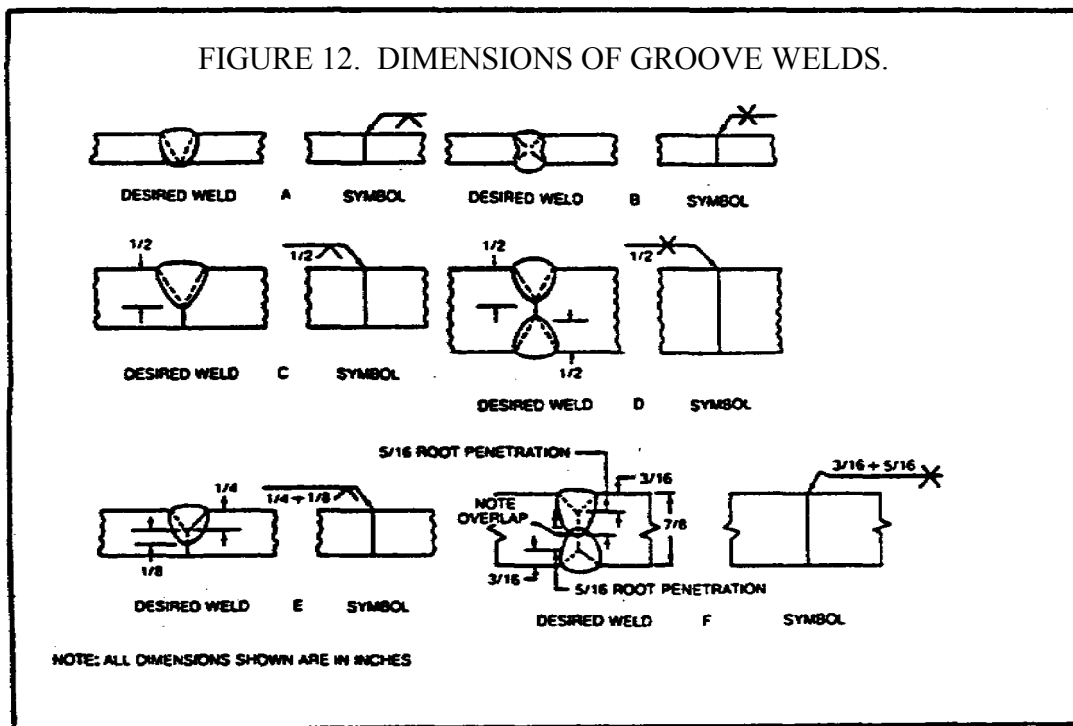 FIGURE 12. DIMENSIONS OF GROOVE WELDS.
DESIRED WELD A SYMBOL
DESIRED WELD B SYMBOL
1/2
1/2
1/2
1/2
1/2
DESIRED WELD C SYMBOL
DESIRED WELD D SYMBOL
5/16 ROOT PENETRATION
3/16
3/16 + 5/16
1/4
1/4 + 1/8
NOTE
OVERLAP
7/8
1/8
3/16
5/16 ROOT PENETRATION
DESIRED WELD E SYMBOL
DESIRED WELD F SYMBOL
NOTE: ALL DIMENSIONS SHOWN ARE IN INCHES